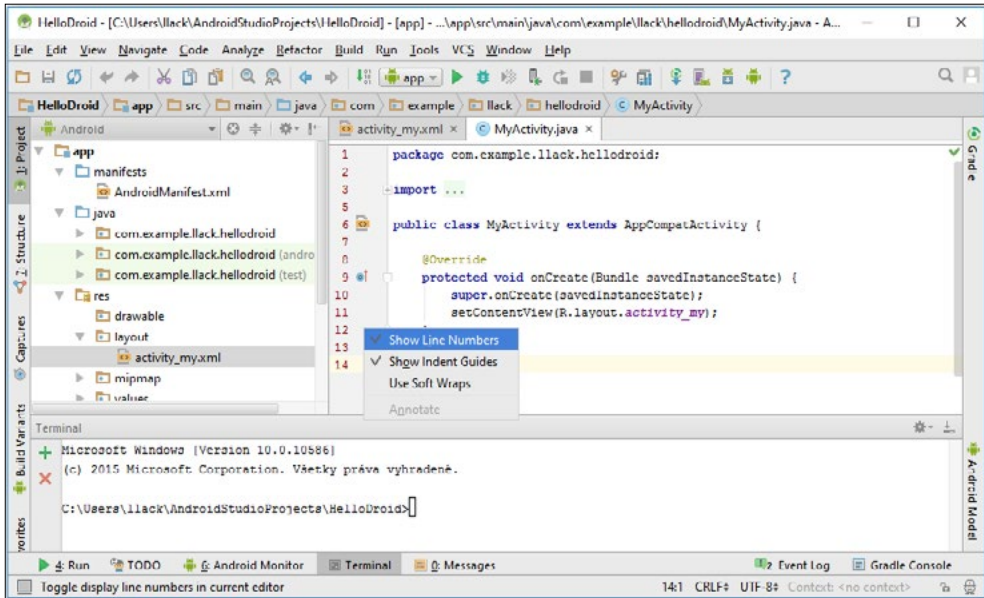 HelloDroid - [C:\Users\llack\AndroidStudioProjects\HelloDroid] - [app] - ...\app\src\main\java\com\example\llack\hellodroid\MyActivity.java - A...
File Edit View Navigate Code Analyze Refactor Build Run Tools VCS Window Help
app
HelloDroid app src main java com example llack hellodroid MyActivity
Android
activity_my.xml MyActivity.java
1: Project
7: Structure
Captures
Build Variants
vorites
app
manifests
AndroidManifest.xml
java
com.example.llack.hellodroid
com.example.llack.hellodroid (andro
com.example.llack.hellodroid (test)
res
drawable
layout
activity_my.xml
mipmap
values
1 package com.example.llack.hellodroid;
2
3 import ...
5
6 public class MyActivity extends AppCompatActivity {
7
8 @Override
9 protected void onCreate(Bundle savedInstanceState) {
10 super.onCreate(savedInstanceState);
11 setContentView(R.layout.activity_my);
12
13
14
Show Line Numbers
Show Indent Guides
Use Soft Wraps
Annotate
Gradle
Android Model
Terminal
Microsoft Windows [Version 10.0.10586]
(c) 2015 Microsoft Corporation. Všetky práva vyhradené.
C:\Users\llack\AndroidStudioProjects\HelloDroid>
4: Run TODO 6: Android Monitor Terminal 0: Messages 2 Event Log Gradle Console
Toggle display line numbers in current editor 14:1 CRLF UTF-8 Context: <no context>